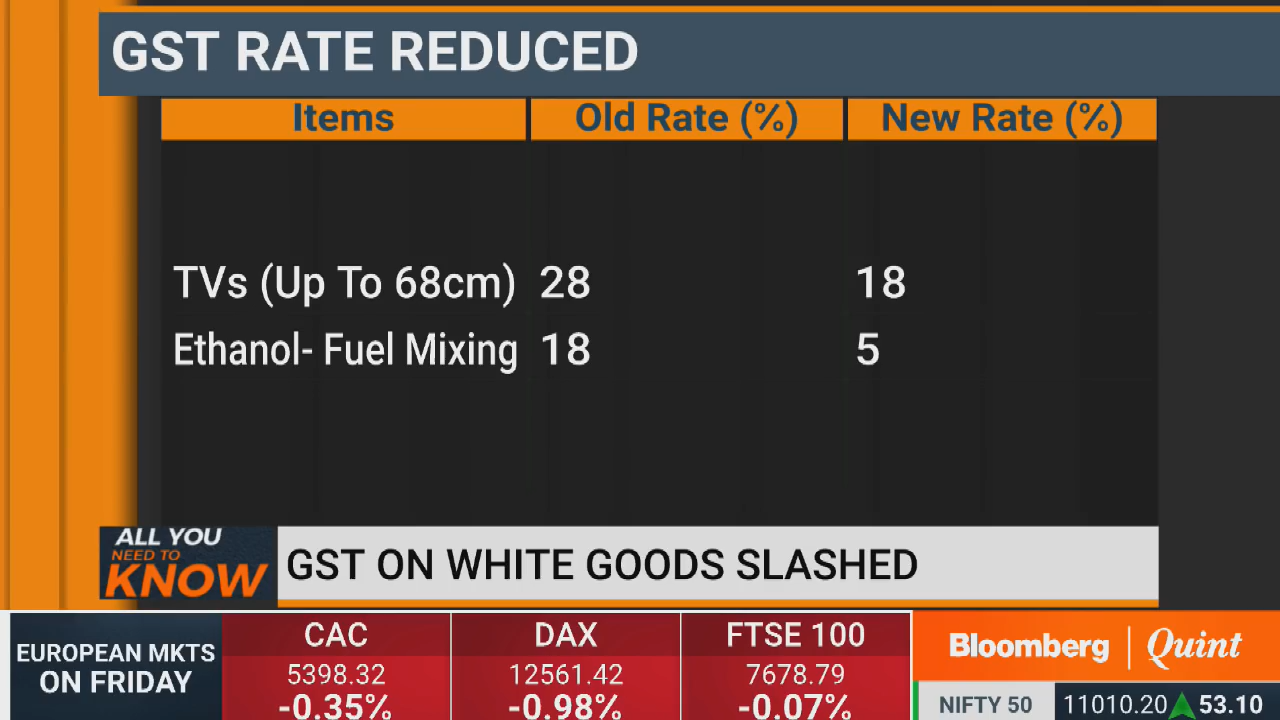 GST RATE REDUCED
Items Old Rate (%) New Rate (%)
TVs (Up To 68cm) 28 18
Ethanol- Fuel Mixing 18 5
ALL YOU
NEED TO
KNOW
GST ON WHITE GOODS SLASHED
EUROPEAN MKTS
ON FRIDAY
CAC
5398.32
-0.35%
DAX
12561.42
-0.98%
FTSE 100
7678.79
-0.07%
Bloomberg | Quint
NIFTY 50 11010.20 ▲ 53.10